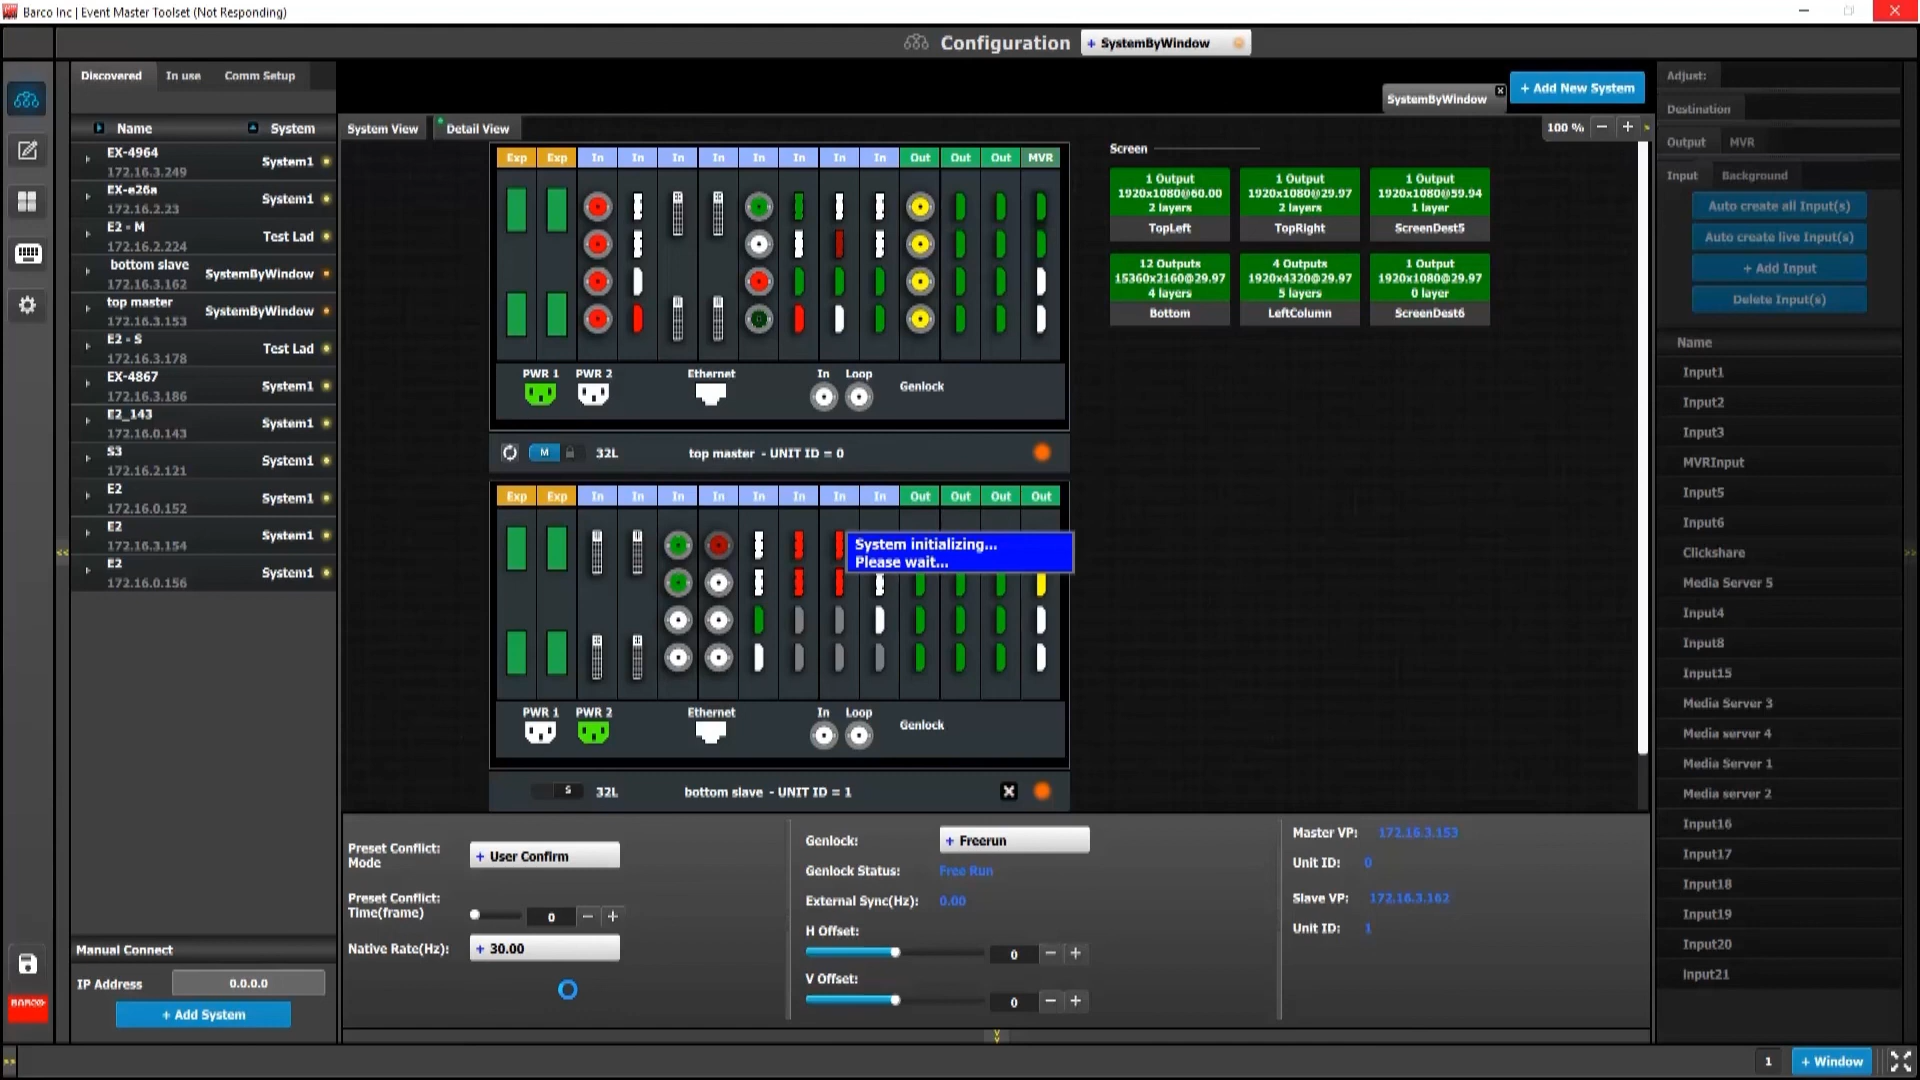 Barco Inc | Event Master Toolset (Not Responding)
Configuration
+ SystemByWindow
Discovered
In use
Comm Setup
Name
System
EX-4964
172.16.3.249
System1
EX-e26a
172.16.2.23
System1
E2 - M
172.16.2.224
Test Lad
bottom slave
172.16.3.162
SystemByWindow
top master
172.16.3.153
SystemByWindow
E2 - S
172.16.3.178
Test Lad
EX-4867
172.16.3.186
System1
E2_143
172.16.0.143
System1
S3
172.16.2.121
System1
E2
172.16.0.152
System1
E2
172.16.3.154
System1
E2
172.16.0.156
System1
Manual Connect
IP Address
0.0.0.0
+ Add System
BARCO
SystemByWindow
+ Add New System
System View
Detail View
100 %
Exp Exp In In In In In In In In Out Out Out MVR
PWR 1 PWR 2 Ethernet In Loop Genlock
M 32L top master - UNIT ID = 0
Exp Exp In In In In In In In In Out Out Out Out
System initializing...
Please wait...
PWR 1 PWR 2 Ethernet In Loop Genlock
S 32L bottom slave - UNIT ID = 1
Screen
1 Output
1920x1080@60.00
2 layers
TopLeft
1 Output
1920x1080@29.97
2 layers
TopRight
1 Output
1920x1080@59.94
1 layer
ScreenDest5
12 Outputs
15360x2160@29.97
4 layers
Bottom
4 Outputs
1920x4320@29.97
5 layers
LeftColumn
1 Output
1920x1080@29.97
0 layer
ScreenDest6
Preset Conflict:
Mode
+ User Confirm
Preset Conflict:
Time(frame)
0
Native Rate(Hz):
+ 30.00
Genlock:
+ Freerun
Genlock Status:
Free Run
External Sync(Hz):
0.00
H Offset:
0
V Offset:
0
Master VP: 172.16.3.153
Unit ID: 0
Slave VP: 172.16.3.162
Unit ID: 1
Adjust:
Destination
Output
MVR
Input
Background
Auto create all Input(s)
Auto create live Input(s)
+ Add Input
Delete Input(s)
Name
Input1
Input2
Input3
MVRInput
Input5
Input6
Clickshare
Media Server 5
Input4
Input8
Input15
Media Server 3
Media server 4
Media Server 1
Media server 2
Input16
Input17
Input18
Input19
Input20
Input21
1
+ Window